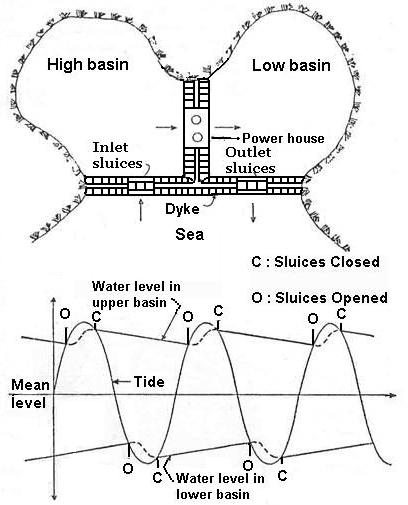 High basin
Low basin
Inlet
sluices
Power house
Outlet
sluices
Dyke
Sea
C : Sluices Closed
O : Sluices Opened
Water level in
upper basin
O
C
O
C
O
C
Mean
level
Tide
O
C
O
C
Water level in
lower basin